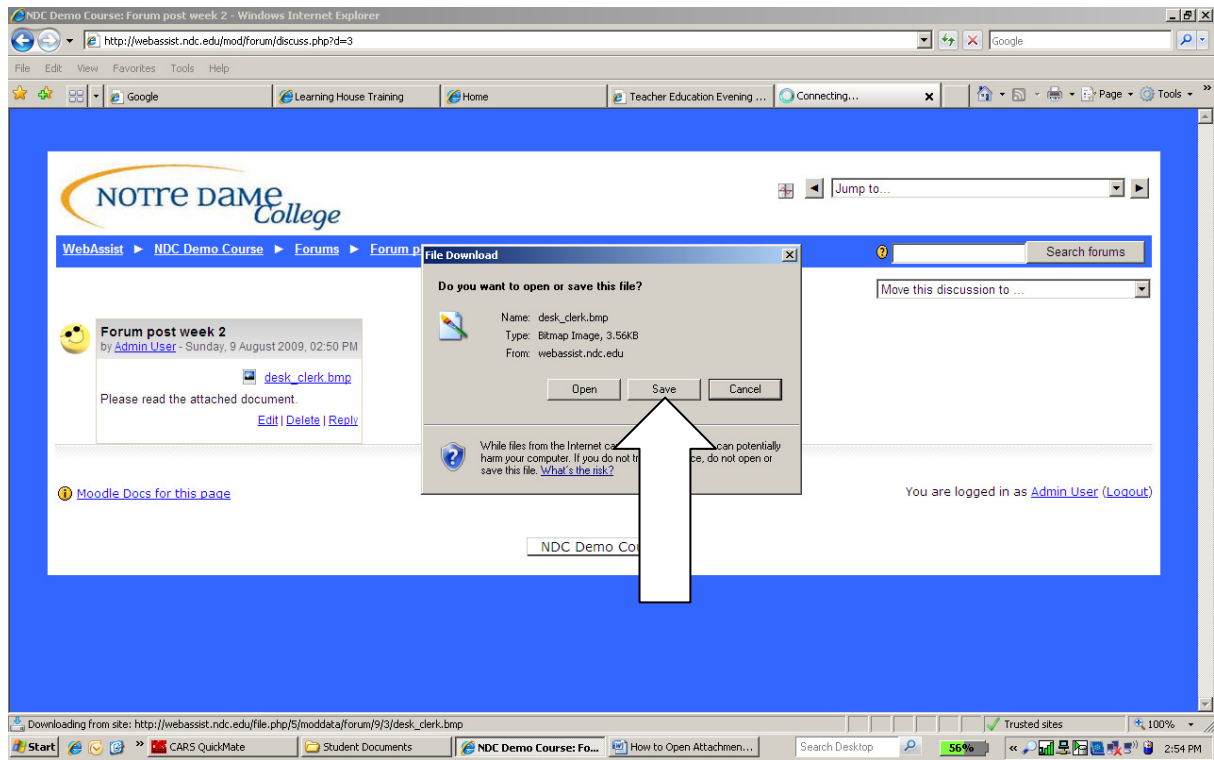 NDC Demo Course: Forum post week 2 - Windows Internet Explorer
http://webassist.ndc.edu/mod/forum/discuss.php?d=3
Google
File Edit View Favorites Tools Help
Google Learning House Training Home Teacher Education Evening ... Connecting... Page Tools
NOTRE DAME
College
Jump to...
WebAssist ► NDC Demo Course ► Forums ► Forum p
Search forums
Move this discussion to ...
File Download
Do you want to open or save this file?
Name: desk_clerk.bmp
Type: Bitmap Image, 3.56KB
From: webassist.ndc.edu
Open Save Cancel
While files from the Internet ca can potentially
harm your computer. If you do not tr ce, do not open or
save this file. What's the risk?
Forum post week 2
by Admin User - Sunday, 9 August 2009, 02:50 PM
desk_clerk.bmp
Please read the attached document.
Edit | Delete | Reply
Moodle Docs for this page
You are logged in as Admin User (Logout)
NDC Demo Cou
Downloading from site: http://webassist.ndc.edu/file.php/5/moddata/forum/9/3/desk_clerk.bmp
Trusted sites 100%
Start CARS QuickMate Student Documents NDC Demo Course: Fo... How to Open Attachmen... Search Desktop 56% 2:54 PM